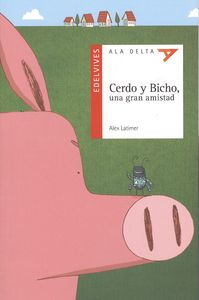 EDELVIVES
ALA DELTA
Cerdo y Bicho,
una gran amistad
Alex Latimer